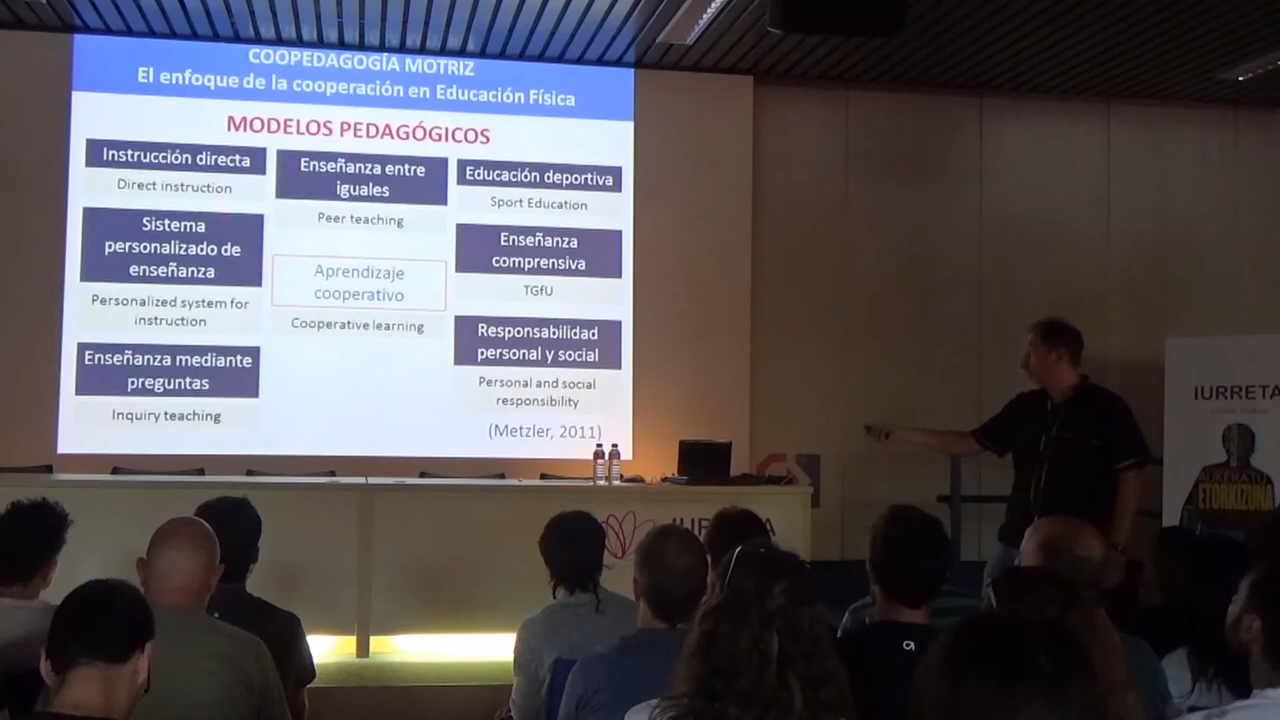 COOPEDAGOGÍA MOTRIZ
El enfoque de la cooperación en Educación Física
MODELOS PEDAGÓGICOS
Instrucción directa
Direct instruction
Sistema
personalizado de
enseñanza
Personalized system for
instruction
Enseñanza mediante
preguntas
Inquiry teaching
Enseñanza entre
iguales
Peer teaching
Aprendizaje
cooperativo
Cooperative learning
Educación deportiva
Sport Education
Enseñanza
comprensiva
TGfU
Responsabilidad
personal y social
Personal and social
responsibility
(Metzler, 2011)
IURRETA
IURRETA
AUKERATU
ETORKIZUNA